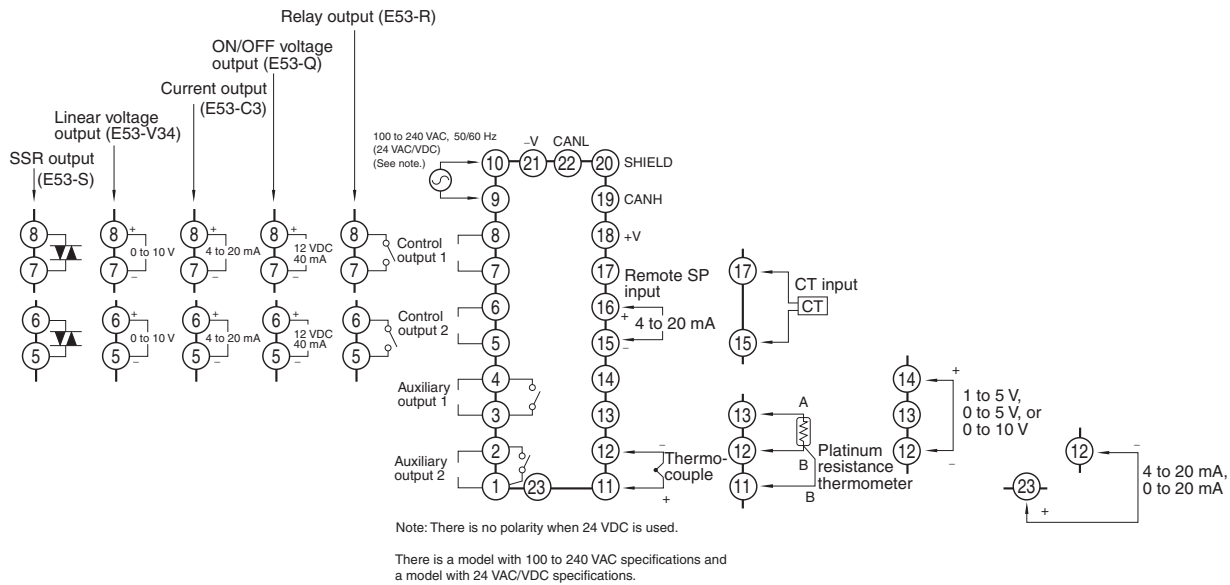 Relay output (E53-R)
ON/OFF voltage
output (E53-Q)
Current output
(E53-C3)
Linear voltage
output (E53-V34)
SSR output
(E53-S)
100 to 240 VAC, 50/60 Hz
(24 VAC/VDC)
(See note.)
−V CANL
10 21 22 20 SHIELD
9 19 CANH
8 8 + 8 + 8 + 8 8 18 +V
0 to 10 V 4 to 20 mA 12 VDC
40 mA
Control
output 1
7 7 − 7 − 7 − 7 7 17
Remote SP
input
17 CT input
CT
6 6 + 6 + 6 + 6 6 16
+ 4 to 20 mA
0 to 10 V 4 to 20 mA 12 VDC
40 mA
Control
output 2
5 5 − 5 − 5 − 5 5 15 − 15
Auxiliary
output 1
4 14 14 +
3 13 13 A 13
1 to 5 V,
0 to 5 V, or
0 to 10 V
Auxiliary
output 2
2 12 − 12 B 12 − 12 −
Thermo-
couple
+
Platinum
resistance
thermometer
4 to 20 mA,
0 to 20 mA
1 23 11 11 B 23 +
Note: There is no polarity when 24 VDC is used.
There is a model with 100 to 240 VAC specifications and
a model with 24 VAC/VDC specifications.